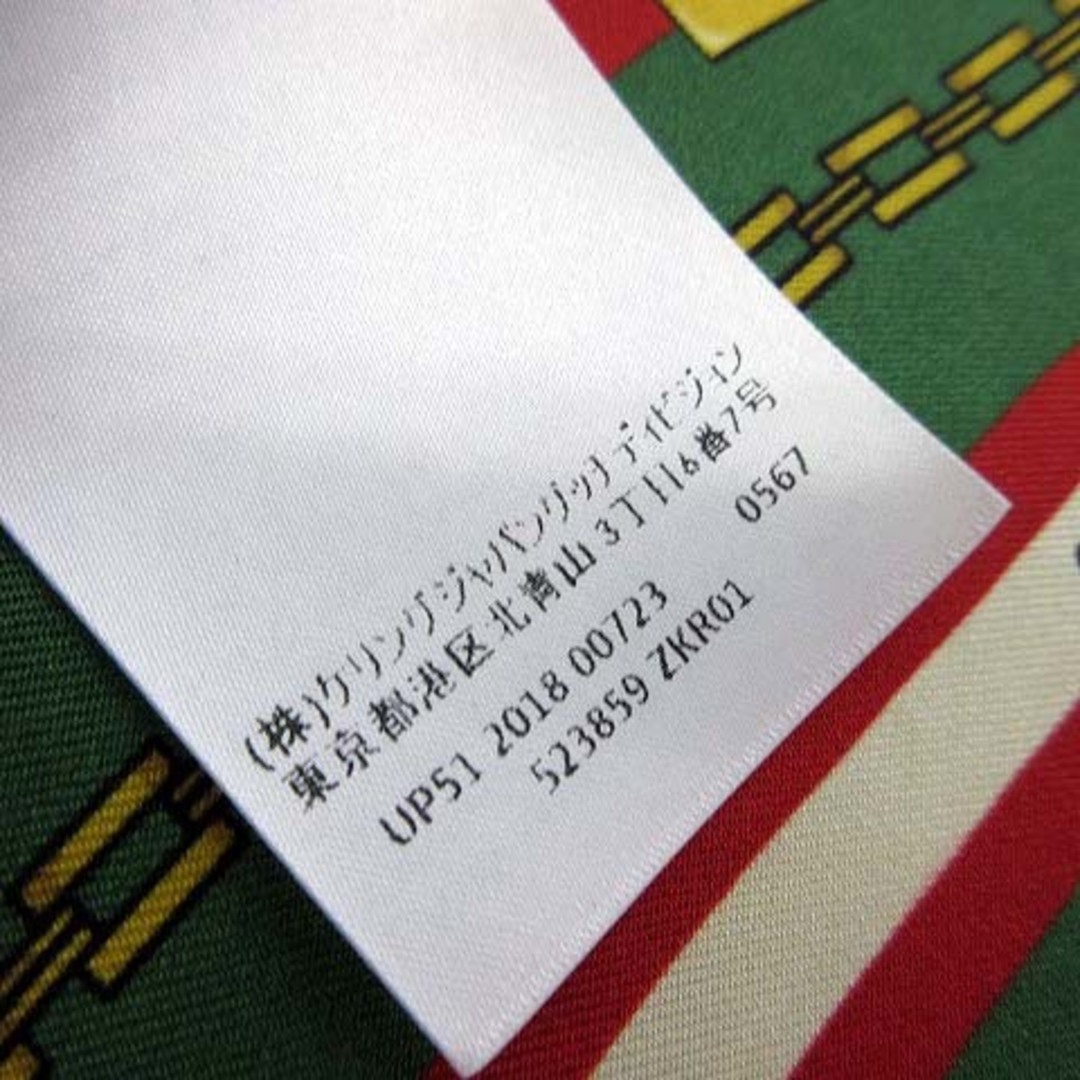 (株)ケリングジャパングッチ ディビジョン
東京都港区北青山3丁目6番7号
0567
UP51 2018 00723
523859 ZKR01